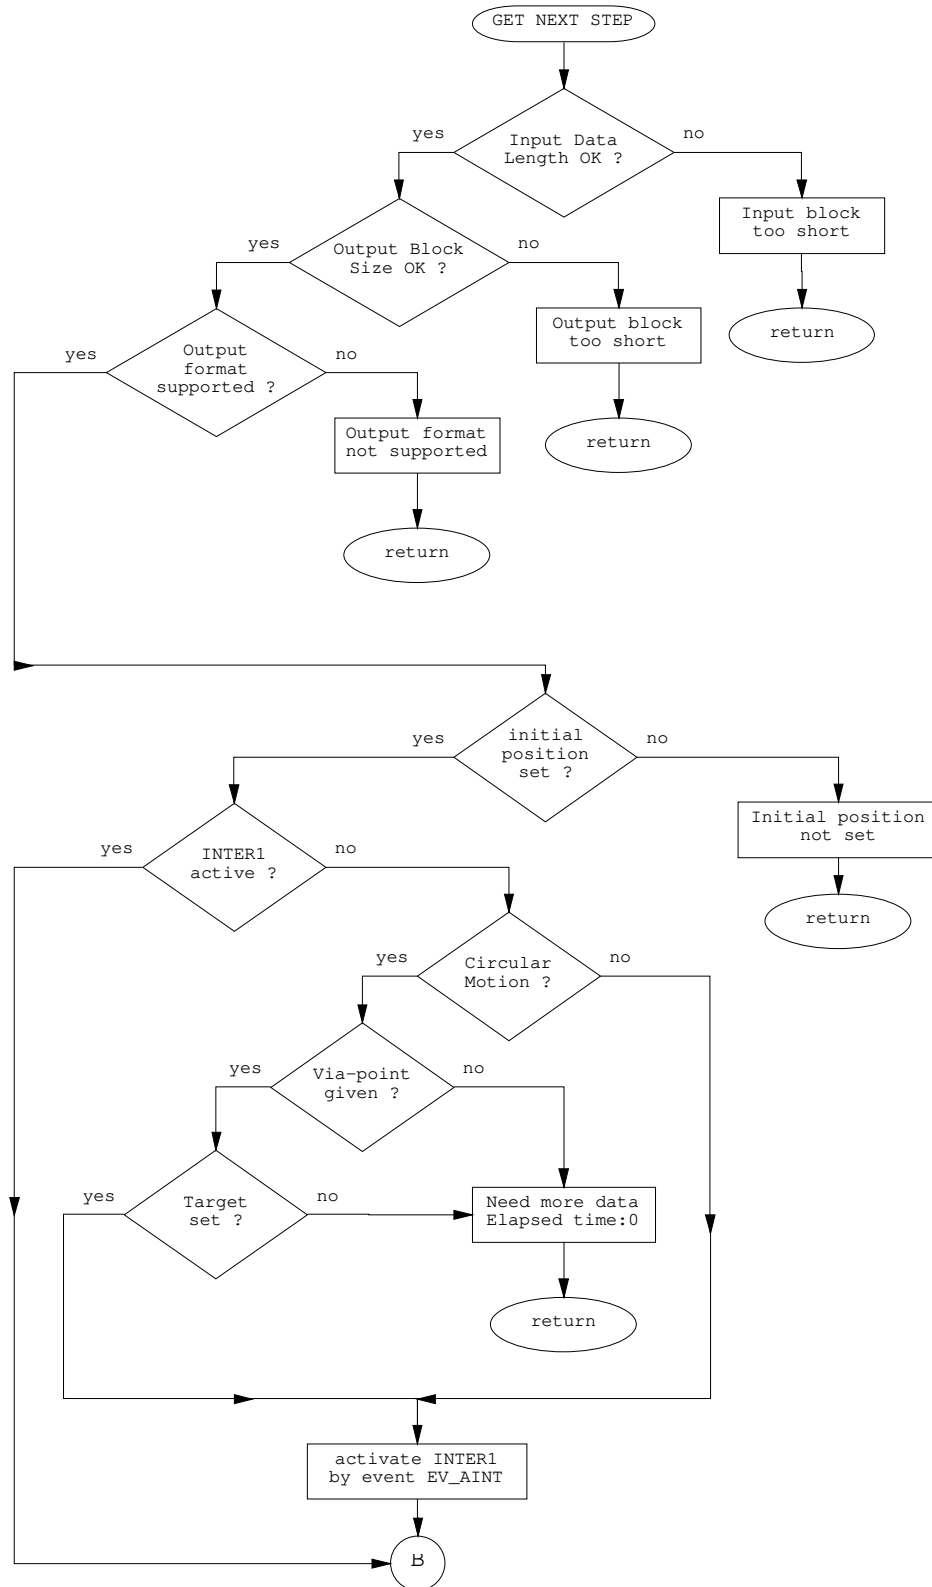 GET NEXT STEP
yes
Input Data
Length OK ?
no
yes
Output Block
Size OK ?
no
Input block
too short
return
yes
Output
format
supported ?
no
Output block
too short
return
Output format
not supported
return
yes
initial
position
set ?
no
Initial position
not set
return
yes
INTER1
active ?
no
yes
Circular
Motion ?
no
yes
Via-point
given ?
no
yes
Target
set ?
no
Need more data
Elapsed time:0
return
activate INTER1
by event EV_AINT
B